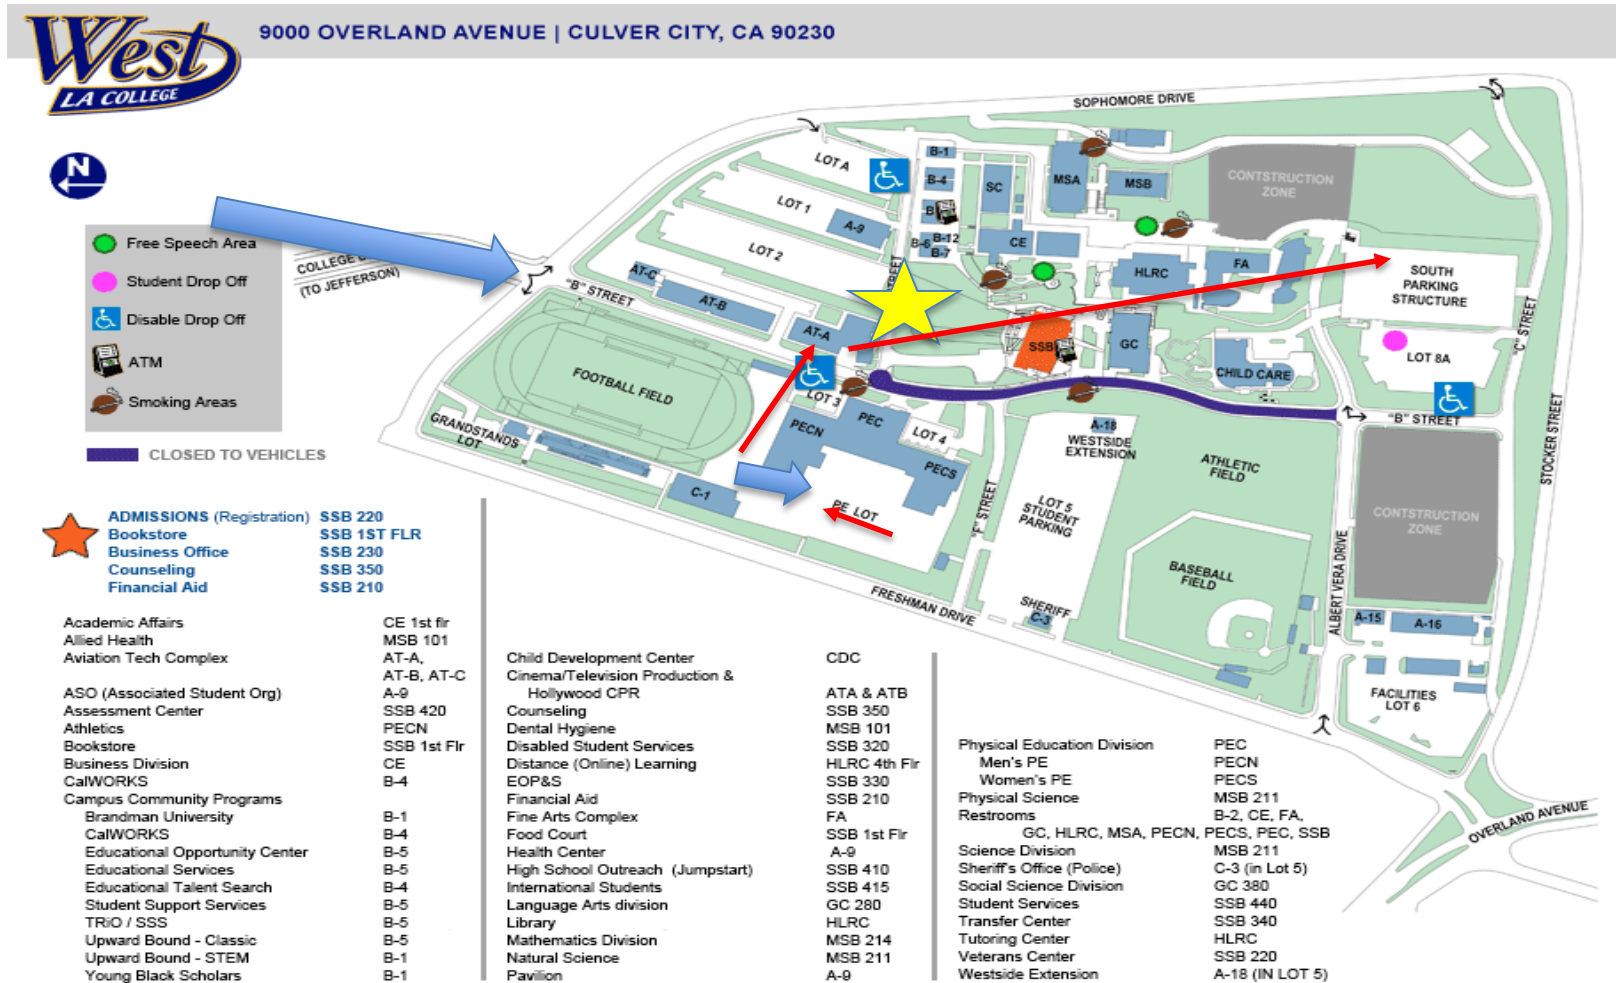 West
LA COLLEGE
9000 OVERLAND AVENUE | CULVER CITY, CA 90230
N
Free Speech Area
Student Drop Off
Disable Drop Off
ATM
Smoking Areas
CLOSED TO VEHICLES
COLLEGE
(TO JEFFERSON)
SOPHOMORE DRIVE
LOT A
LOT 1
LOT 2
A-9
B-1
B-4
B
B-6
B-12
B-7
SC
MSA
MSB
CE
CONTSTRUCTION
ZONE
AT-C
AT-B
AT-A
"B" STREET
STREET
HLRC
FA
SOUTH
PARKING
STRUCTURE
SSB
GC
CHILD CARE
LOT 8A
"C" STREET
"B" STREET
STOCKER STREET
FOOTBALL FIELD
GRANDSTANDS
LOT
LOT 3
PECN
PEC
LOT 4
PECS
C-1
PE LOT
"F" STREET
A-18
WESTSIDE
EXTENSION
LOT 5
STUDENT
PARKING
ATHLETIC
FIELD
BASEBALL
FIELD
CONTSTRUCTION
ZONE
ALBERT VERA DRIVE
FRESHMAN DRIVE
SHERIFF
C-3
A-15
A-16
FACILITIES
LOT 6
OVERLAND AVENUE
ADMISSIONS (Registration) SSB 220
Bookstore SSB 1ST FLR
Business Office SSB 230
Counseling SSB 350
Financial Aid SSB 210
Academic Affairs CE 1st flr
Allied Health MSB 101
Aviation Tech Complex AT-A,
AT-B, AT-C
ASO (Associated Student Org) A-9
Assessment Center SSB 420
Athletics PECN
Bookstore SSB 1st Flr
Business Division CE
CalWORKS B-4
Campus Community Programs
Brandman University B-1
CalWORKS B-4
Educational Opportunity Center B-5
Educational Services B-5
Educational Talent Search B-4
Student Support Services B-5
TRiO / SSS B-5
Upward Bound - Classic B-5
Upward Bound - STEM B-1
Young Black Scholars B-1
Child Development Center CDC
Cinema/Television Production &
Hollywood CPR ATA & ATB
Counseling SSB 350
Dental Hygiene MSB 101
Disabled Student Services SSB 320
Distance (Online) Learning HLRC 4th Flr
EOP&S SSB 330
Financial Aid SSB 210
Fine Arts Complex FA
Food Court SSB 1st Flr
Health Center A-9
High School Outreach (Jumpstart) SSB 410
International Students SSB 415
Language Arts division GC 280
Library HLRC
Mathematics Division MSB 214
Natural Science MSB 211
Pavilion A-9
Physical Education Division PEC
Men's PE PECN
Women's PE PECS
Physical Science MSB 211
Restrooms B-2, CE, FA,
GC, HLRC, MSA, PECN, PECS, PEC, SSB
Science Division MSB 211
Sheriff's Office (Police) C-3 (in Lot 5)
Social Science Division GC 380
Student Services SSB 440
Transfer Center SSB 340
Tutoring Center HLRC
Veterans Center SSB 220
Westside Extension A-18 (IN LOT 5)